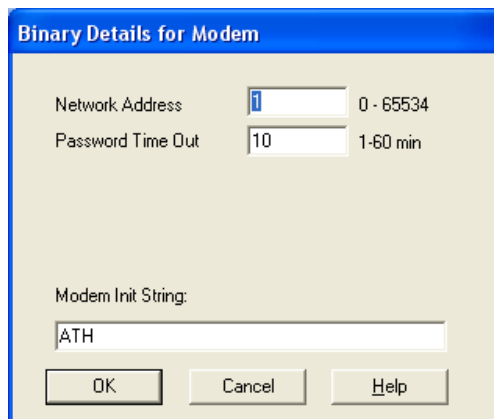 Binary Details for Modem
Network Address 1 0 - 65534
Password Time Out 10 1-60 min
Modem Init String:
ATH
OK Cancel Help